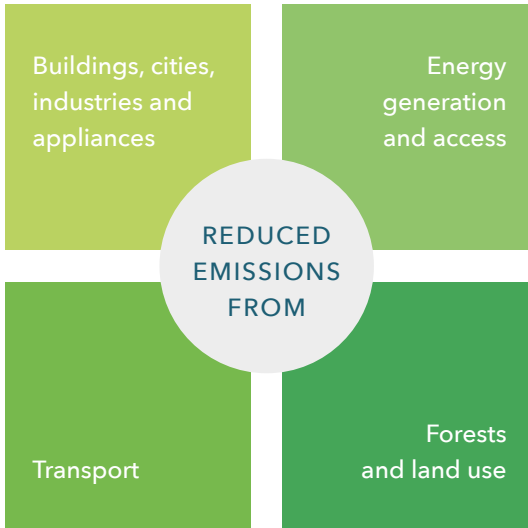 Buildings, cities,
industries and
appliances
Energy
generation
and access
REDUCED
EMISSIONS
FROM
Transport
Forests
and land use